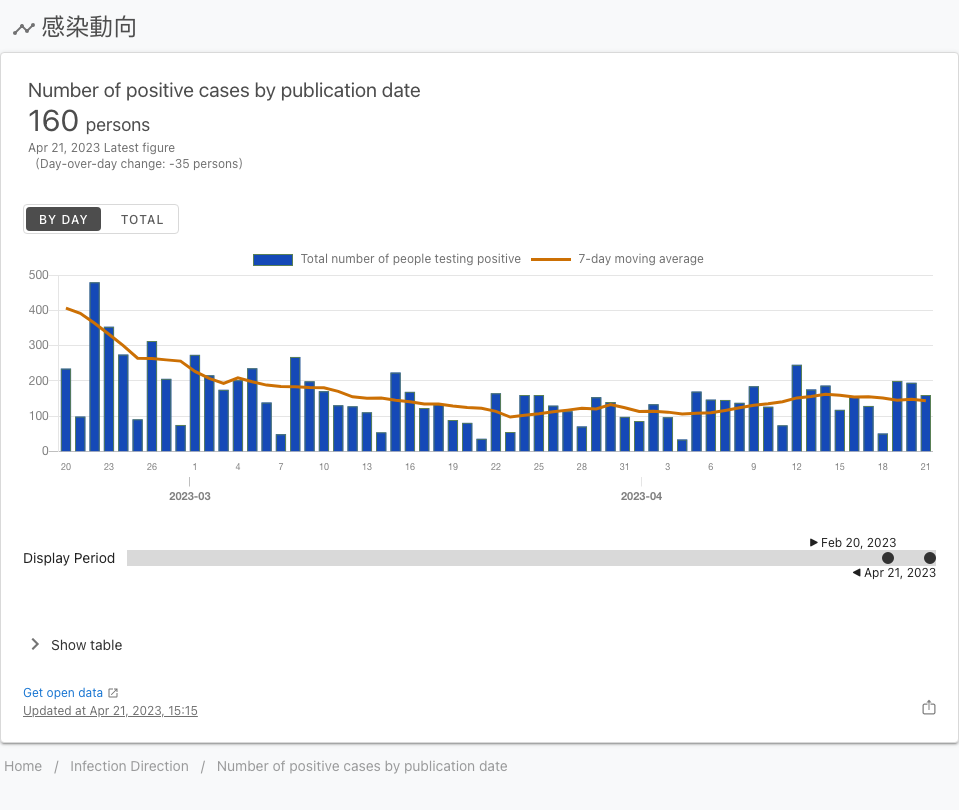 感染動向
Number of positive cases by publication date
160 persons
Apr 21, 2023 Latest figure
(Day-over-day change: -35 persons)
BY DAY TOTAL
Total number of people testing positive 7-day moving average
500
400
300
200
100
0
20 23 26 1 4 7 10 13 16 19 22 25 28 31 3 6 9 12 15 18 21
2023-03 2023-04
Feb 20, 2023
Display Period
Apr 21, 2023
Show table
Get open data
Updated at Apr 21, 2023, 15:15
Home / Infection Direction / Number of positive cases by publication date